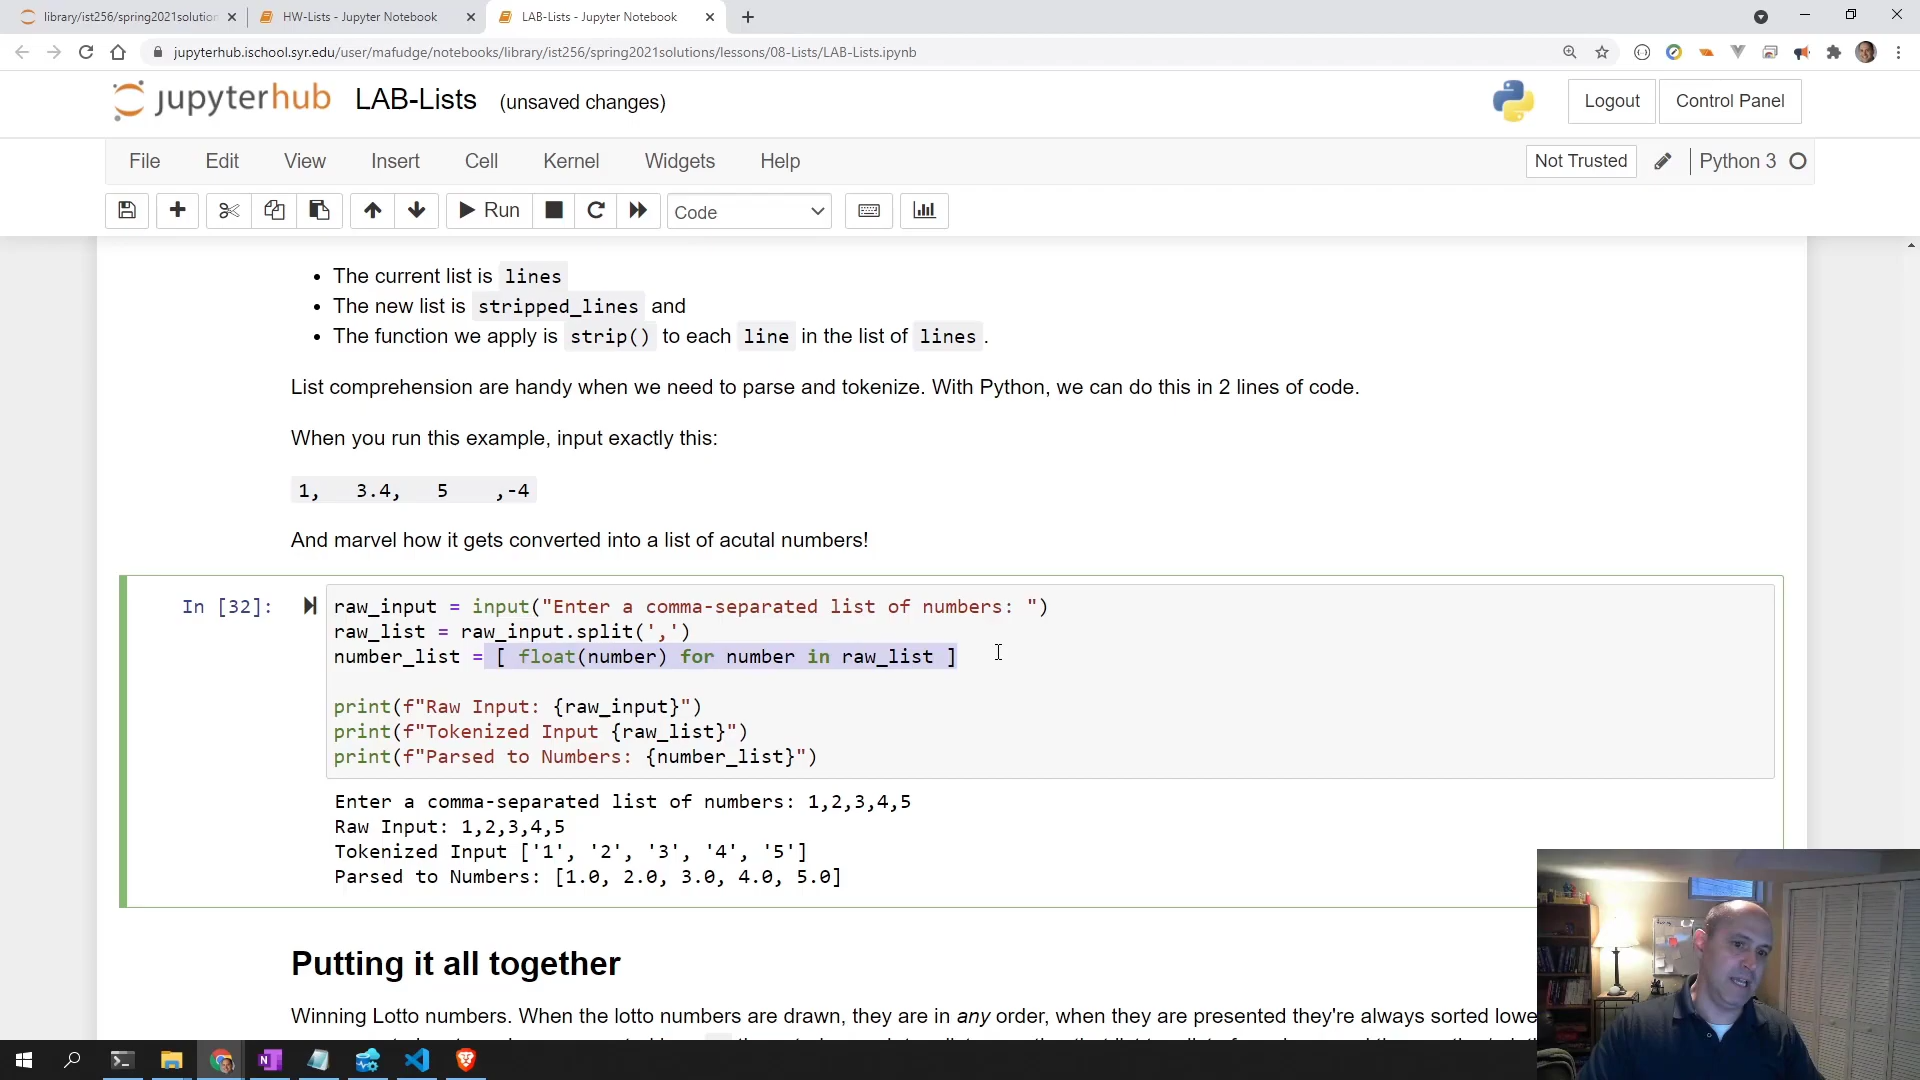 library/ist256/spring2021solution
HW-Lists - Jupyter Notebook
LAB-Lists - Jupyter Notebook
jupyterhub.ischool.syr.edu/user/mafudge/notebooks/library/ist256/spring2021solutions/lessons/08-Lists/LAB-Lists.ipynb
jupyterhub LAB-Lists (unsaved changes)
Logout Control Panel
File Edit View Insert Cell Kernel Widgets Help
Not Trusted Python 3
Run Code
The current list is lines
The new list is stripped_lines and
The function we apply is strip() to each line in the list of lines.
List comprehension are handy when we need to parse and tokenize. With Python, we can do this in 2 lines of code.
When you run this example, input exactly this:
1,   3.4,   5    ,-4
And marvel how it gets converted into a list of acutal numbers!
In [32]:
raw_input = input("Enter a comma-separated list of numbers: ")
raw_list = raw_input.split(',')
number_list = [ float(number) for number in raw_list ]
print(f"Raw Input: {raw_input}")
print(f"Tokenized Input {raw_list}")
print(f"Parsed to Numbers: {number_list}")
Enter a comma-separated list of numbers: 1,2,3,4,5
Raw Input: 1,2,3,4,5
Tokenized Input ['1', '2', '3', '4', '5']
Parsed to Numbers: [1.0, 2.0, 3.0, 4.0, 5.0]
Putting it all together
Winning Lotto numbers. When the lotto numbers are drawn, they are in any order, when they are presented they're always sorted lowe